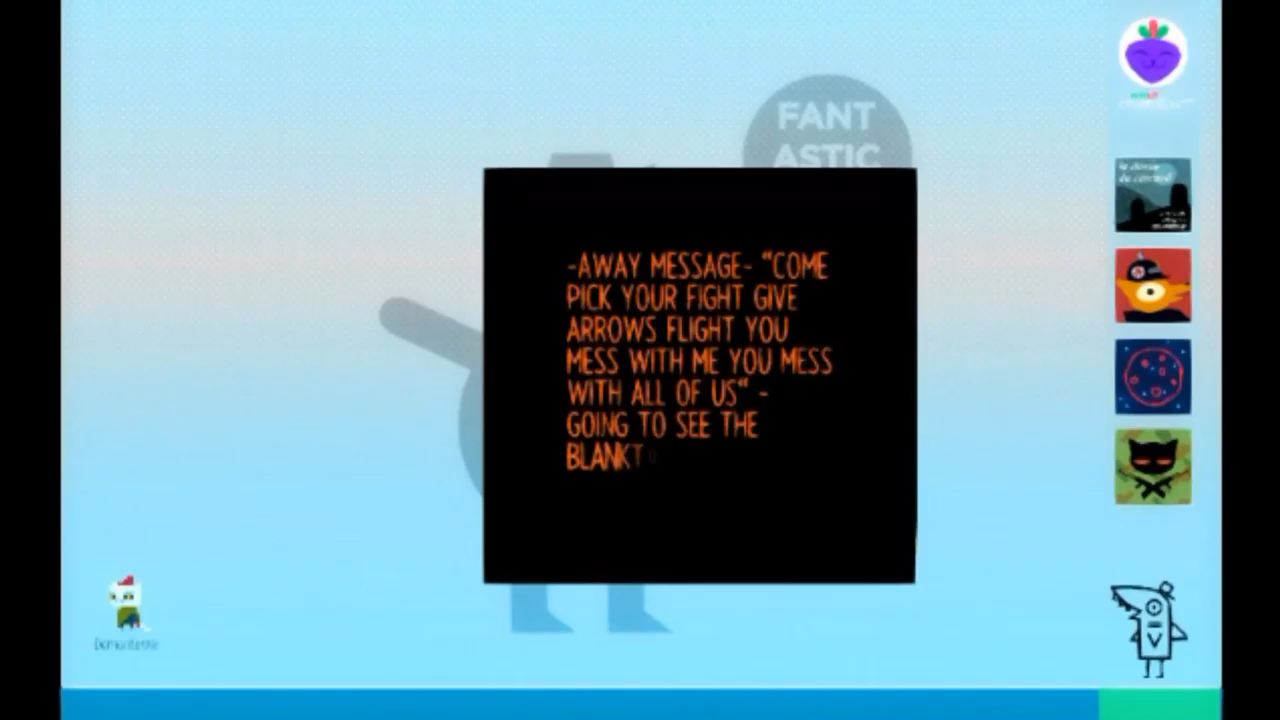 FANT
ASTIC
-AWAY MESSAGE- "COME
PICK YOUR FIGHT GIVE
ARROWS FLIGHT YOU
MESS WITH ME YOU MESS
WITH ALL OF US" -
GOING TO SEE THE
BLANKT